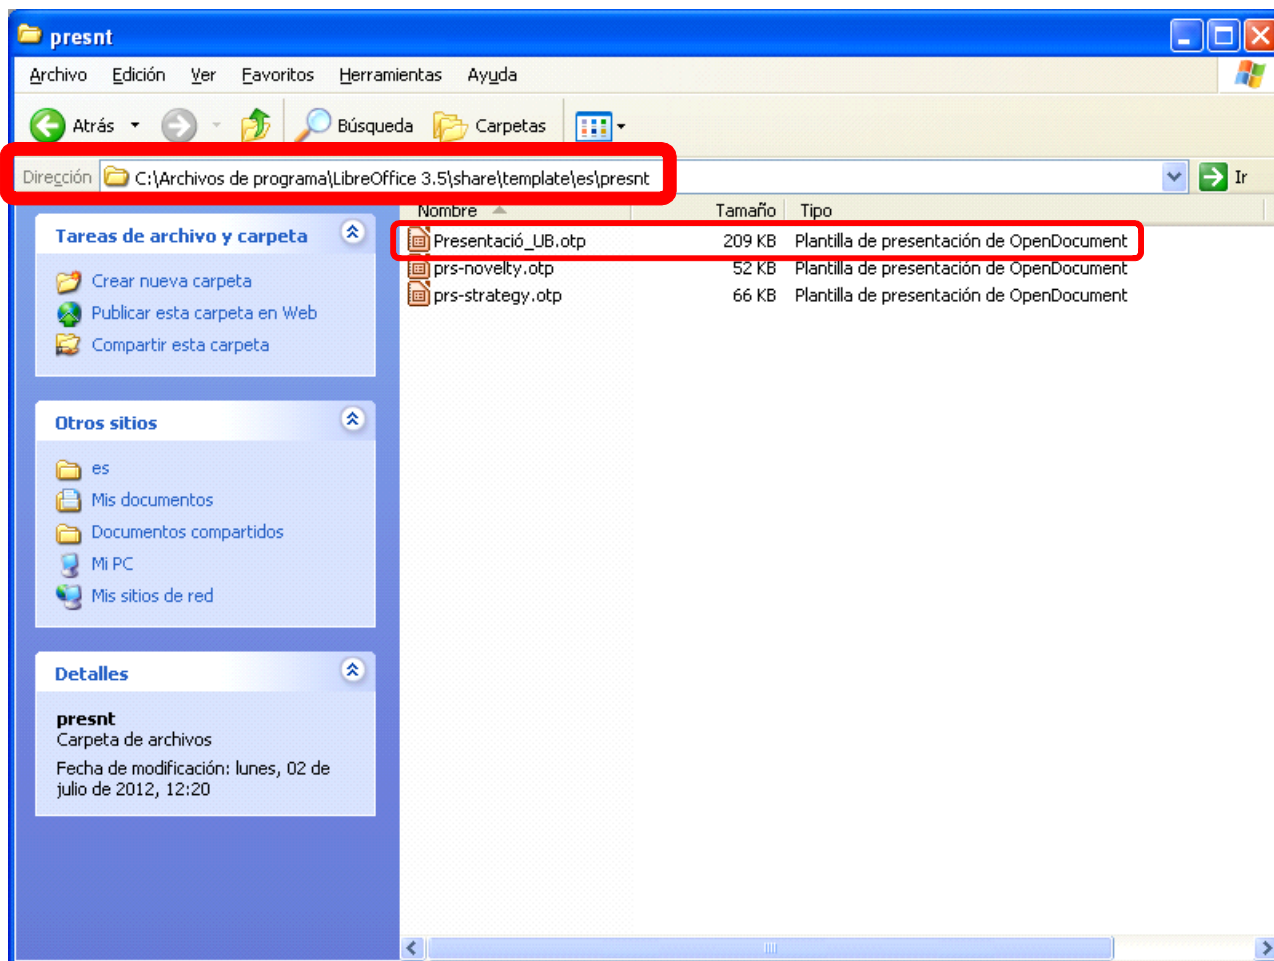 presnt
Archivo Edición Ver Favoritos Herramientas Ayuda
Atrás Búsqueda Carpetas
Dirección C:\Archivos de programa\LibreOffice 3.5\share\template\es\presnt Ir
Nombre Tamaño Tipo
Presentació_UB.otp 209 KB Plantilla de presentación de OpenDocument
prs-novelty.otp 52 KB Plantilla de presentación de OpenDocument
prs-strategy.otp 66 KB Plantilla de presentación de OpenDocument
Tareas de archivo y carpeta
Crear nueva carpeta
Publicar esta carpeta en Web
Compartir esta carpeta
Otros sitios
es
Mis documentos
Documentos compartidos
Mi PC
Mis sitios de red
Detalles
presnt
Carpeta de archivos
Fecha de modificación: lunes, 02 de
julio de 2012, 12:20